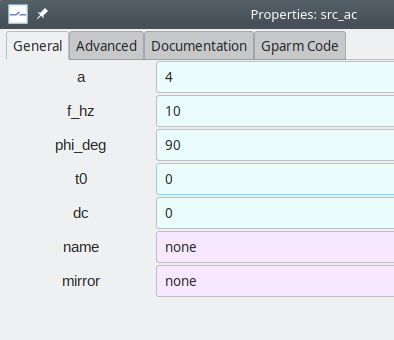 Properties: src_ac
General Advanced Documentation Gparm Code
a 4
f_hz 10
phi_deg 90
t0 0
dc 0
name none
mirror none